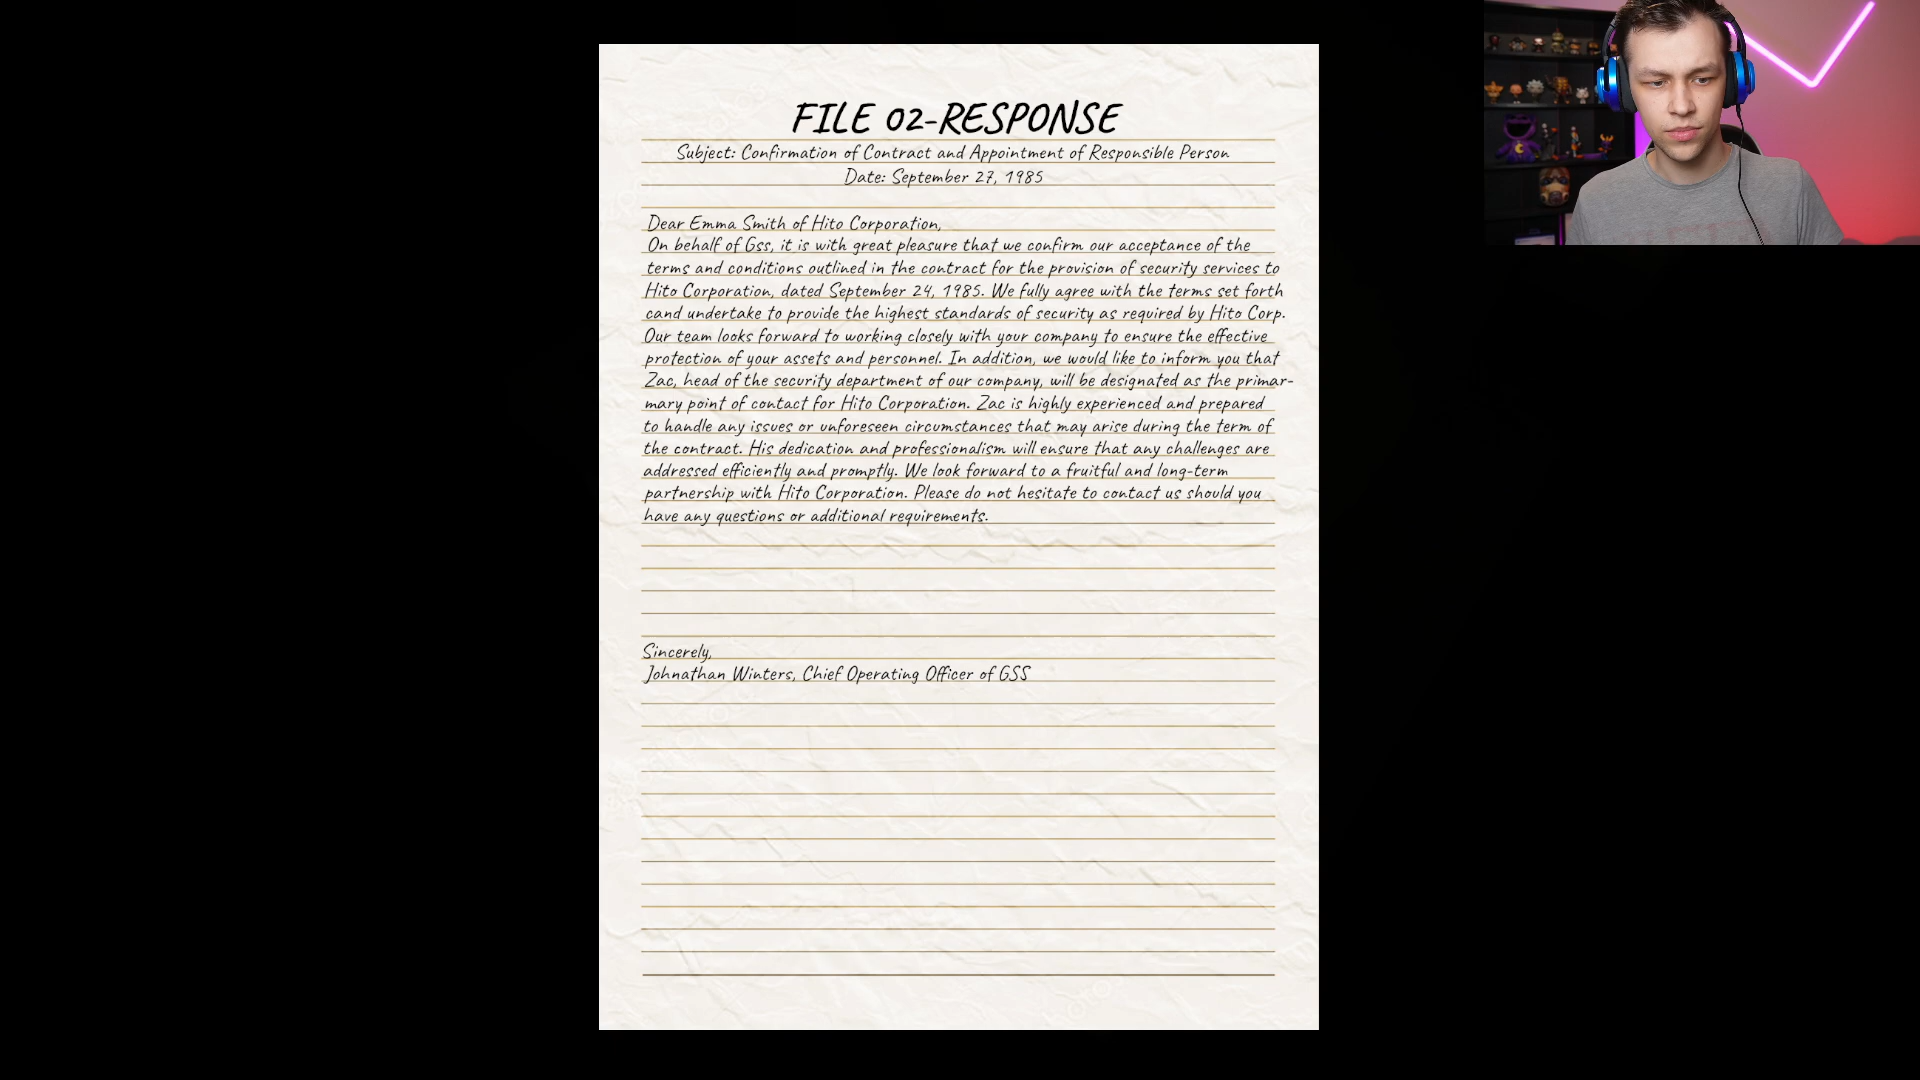 FILE 02-RESPONSE
Subject: Confirmation of Contract and Appointment of Responsible Person
Date: September 27, 1985
Dear Emma Smith of Hito Corporation,
On behalf of Gss, it is with great pleasure that we confirm our acceptance of the
terms and conditions outlined in the contract for the provision of security services to
Hito Corporation, dated September 24, 1985. We fully agree with the terms set forth
cand undertake to provide the highest standards of security as required by Hito Corp.
Our team looks forward to working closely with your company to ensure the effective
protection of your assets and personnel. In addition, we would like to inform you that
Zac, head of the security department of our company, will be designated as the primar-
mary point of contact for Hito Corporation. Zac is highly experienced and prepared
to handle any issues or unforeseen circumstances that may arise during the term of
the contract. His dedication and professionalism will ensure that any challenges are
addressed efficiently and promptly. We look forward to a fruitful and long-term
partnership with Hito Corporation. Please do not hesitate to contact us should you
have any questions or additional requirements.
Sincerely,
Johnathan Winters, Chief Operating Officer of GSS